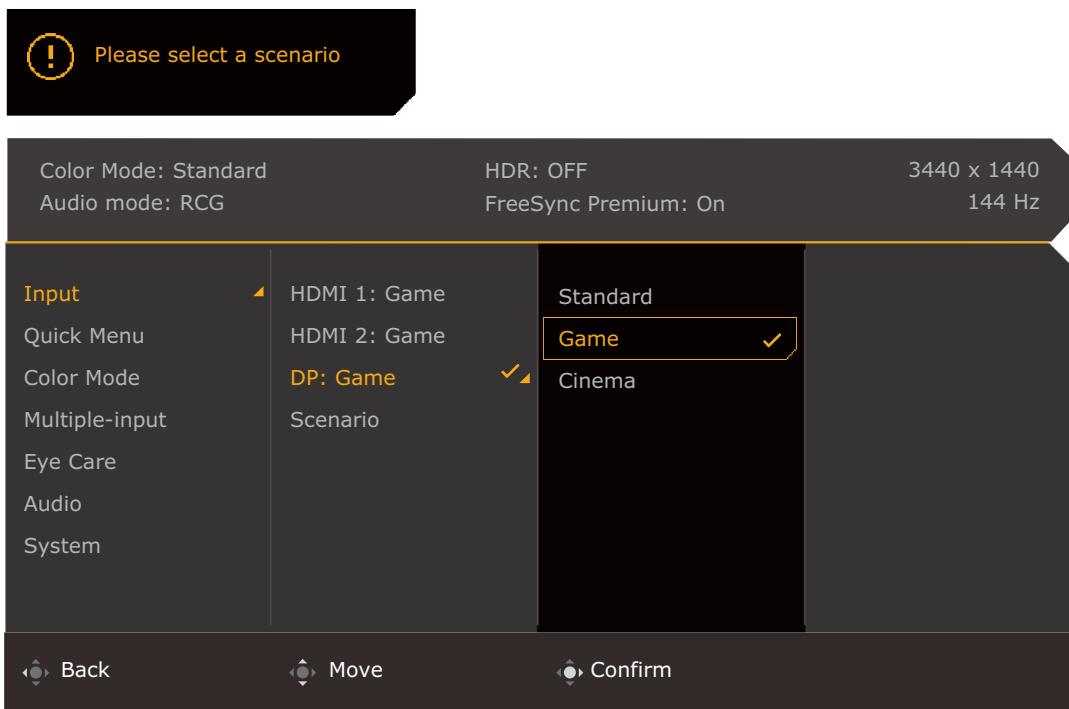 Please select a scenario
Color Mode: Standard
Audio mode: RCG
HDR: OFF
FreeSync Premium: On
3440 x 1440
144 Hz
Input
Quick Menu
Color Mode
Multiple-input
Eye Care
Audio
System
HDMI 1: Game
HDMI 2: Game
DP: Game
Scenario
Standard
Game
Cinema
Back
Move
Confirm